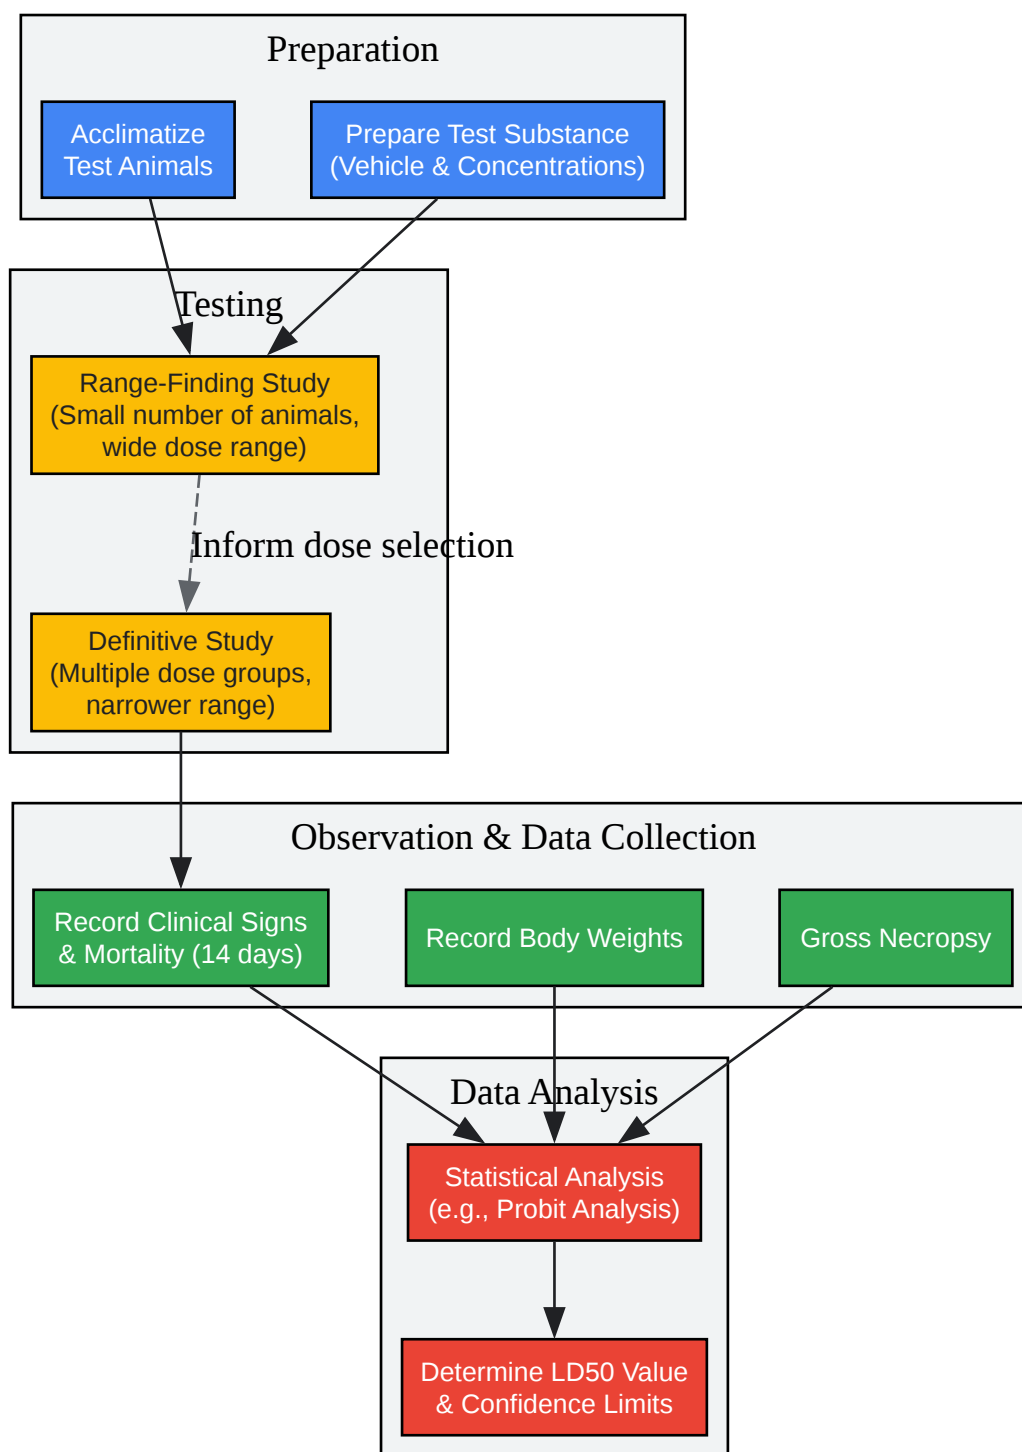 Preparation
Acclimatize
Test Animals
Prepare Test Substance
(Vehicle & Concentrations)
Testing
Range-Finding Study
(Small number of animals,
wide dose range)
Inform dose selection
Definitive Study
(Multiple dose groups,
narrower range)
Observation & Data Collection
Record Clinical Signs
& Mortality (14 days)
Record Body Weights
Gross Necropsy
Data Analysis
Statistical Analysis
(e.g., Probit Analysis)
Determine LD50 Value
& Confidence Limits